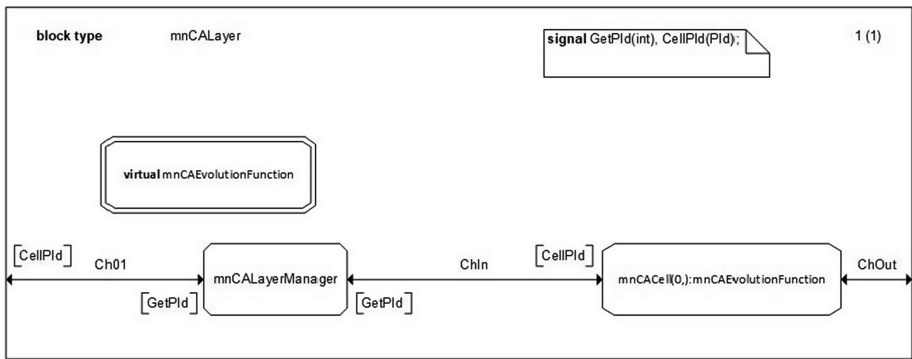 block type mnCALayer
signal GetPId(int), CellPId(PId);
1 (1)
virtual mnCAEvolutionFunction
[CellPId]
Ch01
[GetPId]
mnCALayerManager
[GetPId]
ChIn
[CellPId]
mnCACell(0,):mnCAEvolutionFunction
ChOut